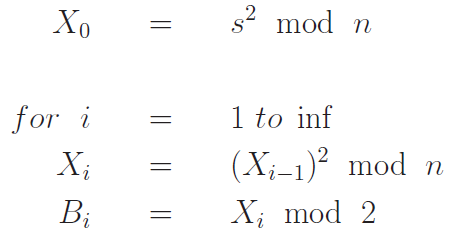 X₀ = s² mod n
for i = 1 to inf
Xᵢ = (Xᵢ₋₁)² mod n
Bᵢ = Xᵢ mod 2